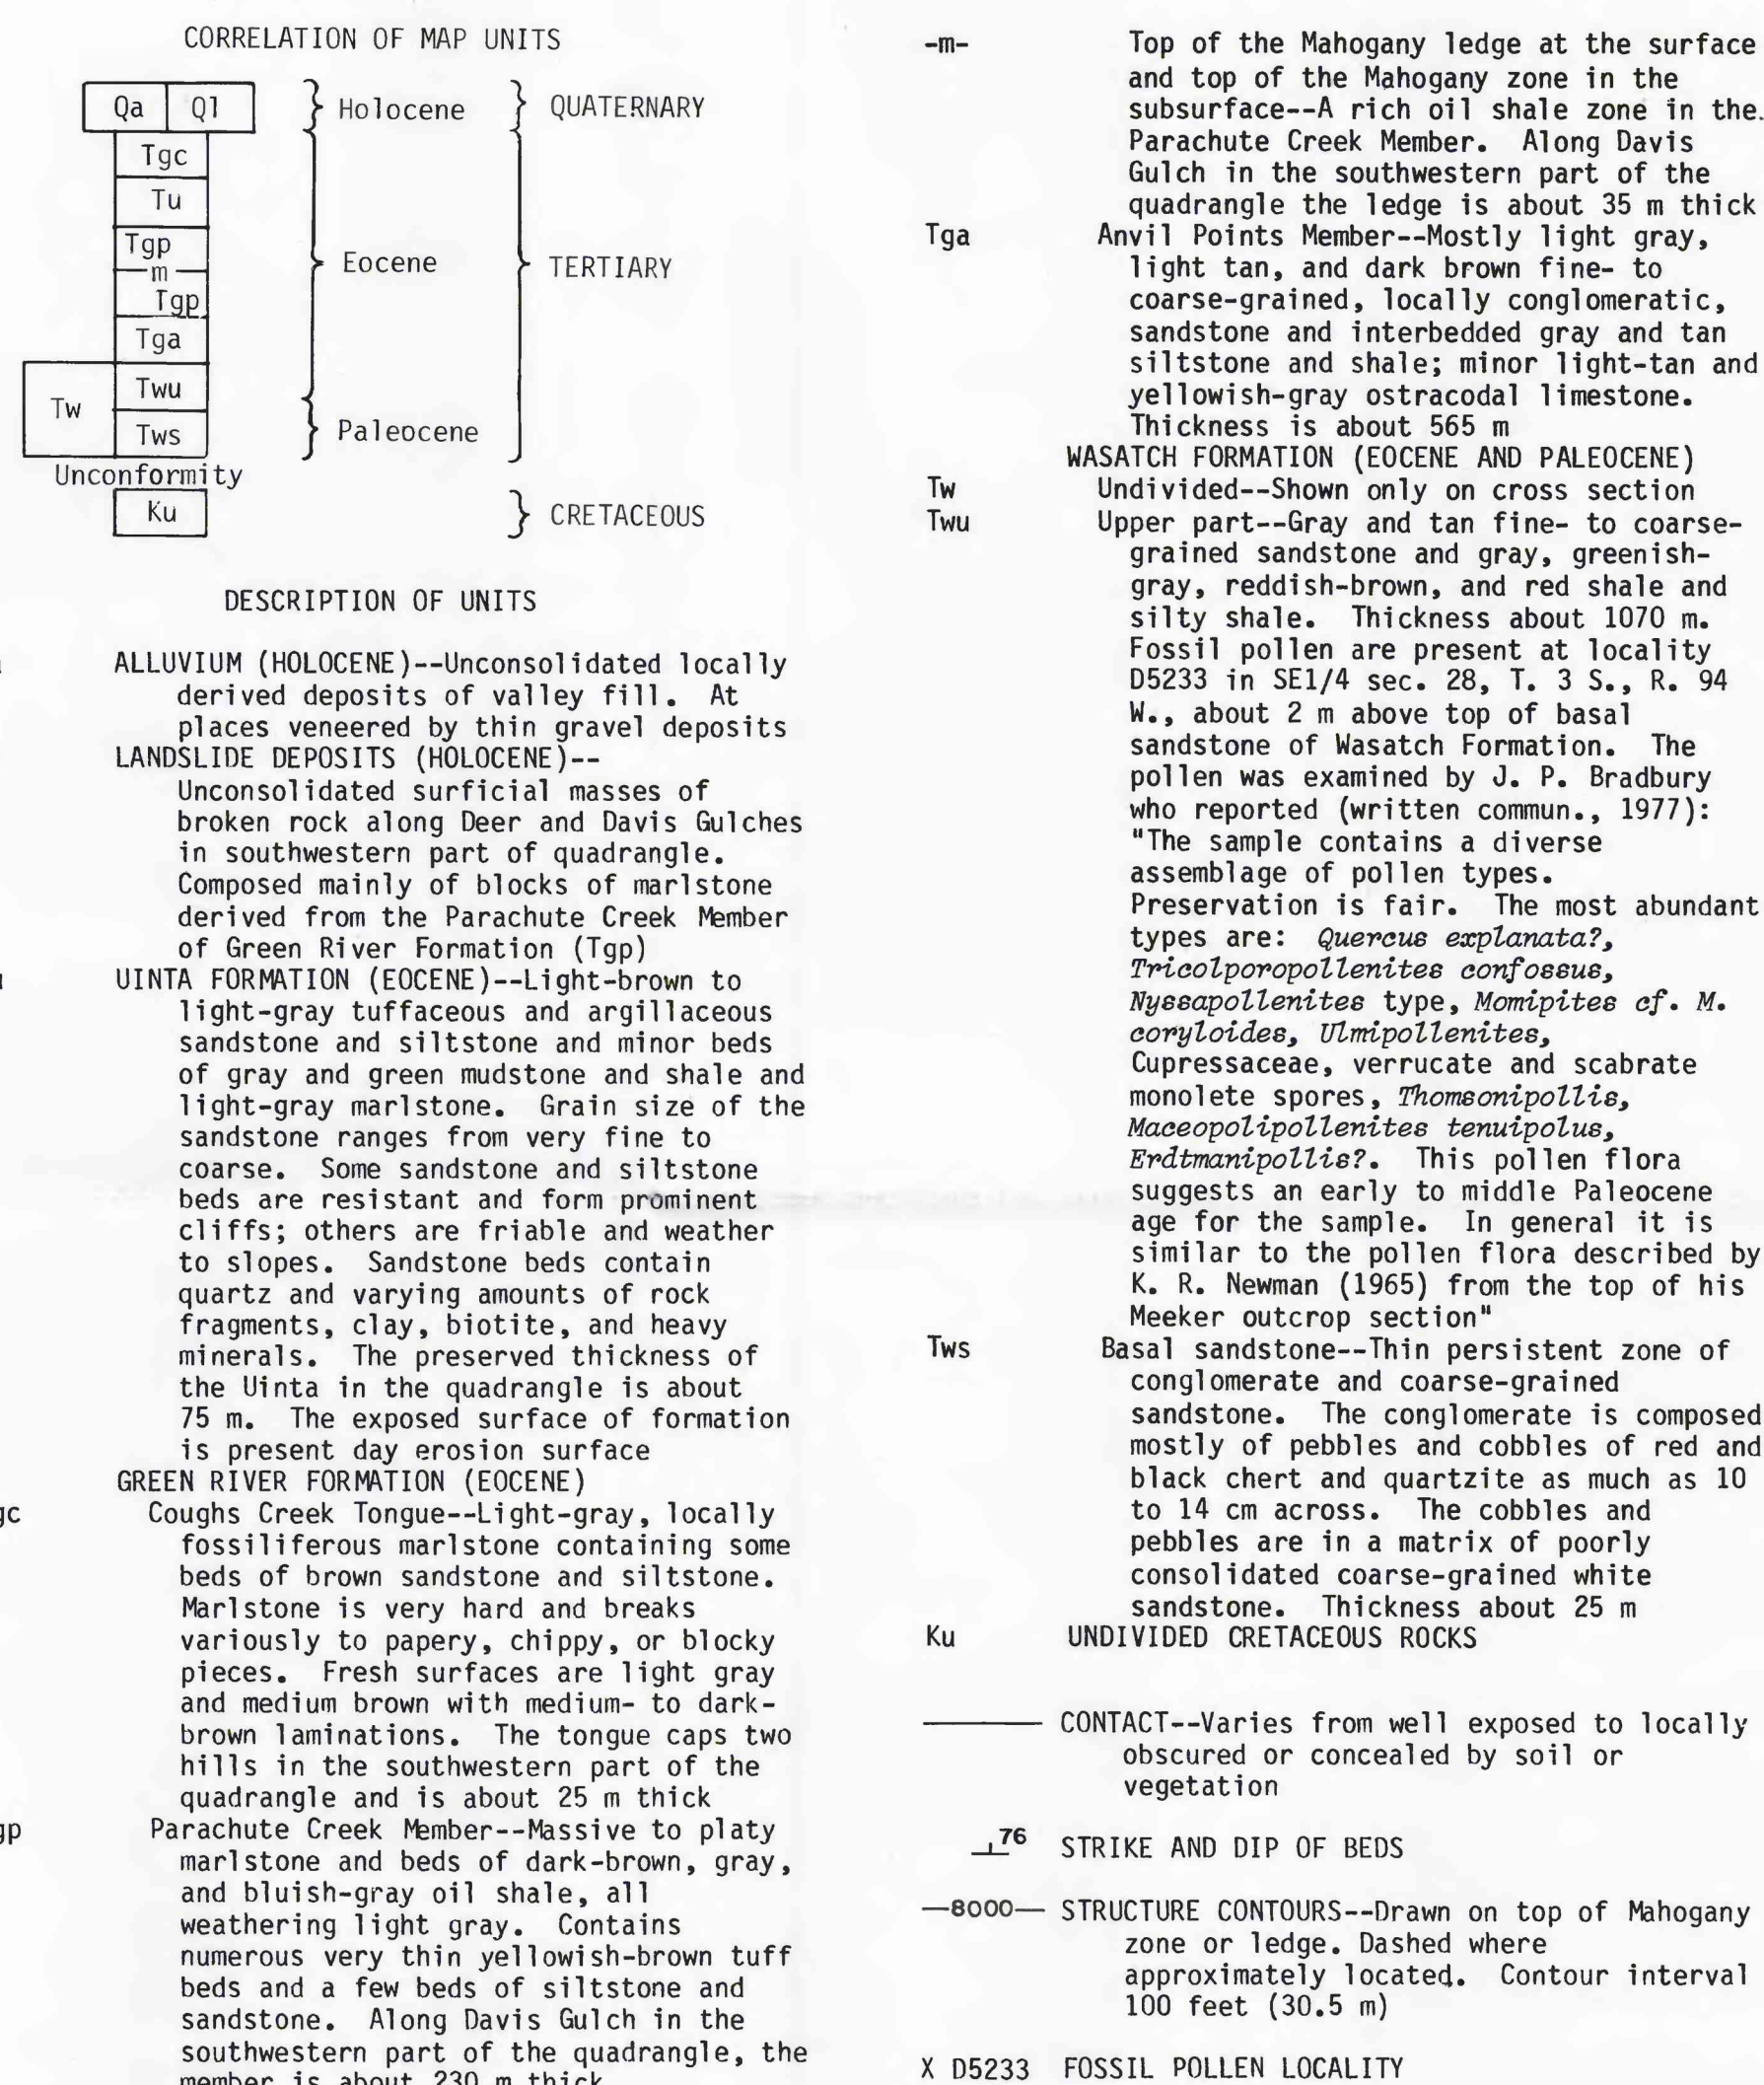 CORRELATION OF MAP UNITS
Qa Ql Holocene QUATERNARY
Tgc
Tu
Tgp
m
Tgp
Eocene TERTIARY
Tga
Twu
Tw
Tws
Paleocene
Unconformity
Ku CRETACEOUS
DESCRIPTION OF UNITS
ALLUVIUM (HOLOCENE)--Unconsolidated locally
derived deposits of valley fill. At
places veneered by thin gravel deposits
LANDSLIDE DEPOSITS (HOLOCENE)--
Unconsolidated surficial masses of
broken rock along Deer and Davis Gulches
in southwestern part of quadrangle.
Composed mainly of blocks of marlstone
derived from the Parachute Creek Member
of Green River Formation (Tgp)
UINTA FORMATION (EOCENE)--Light-brown to
light-gray tuffaceous and argillaceous
sandstone and siltstone and minor beds
of gray and green mudstone and shale and
light-gray marlstone. Grain size of the
sandstone ranges from very fine to
coarse. Some sandstone and siltstone
beds are resistant and form prominent
cliffs; others are friable and weather
to slopes. Sandstone beds contain
quartz and varying amounts of rock
fragments, clay, biotite, and heavy
minerals. The preserved thickness of
the Uinta in the quadrangle is about
75 m. The exposed surface of formation
is present day erosion surface
GREEN RIVER FORMATION (EOCENE)
gc Coughs Creek Tongue--Light-gray, locally
fossiliferous marlstone containing some
beds of brown sandstone and siltstone.
Marlstone is very hard and breaks
variously to papery, chippy, or blocky
pieces. Fresh surfaces are light gray
and medium brown with medium- to dark-
brown laminations. The tongue caps two
hills in the southwestern part of the
quadrangle and is about 25 m thick
gp Parachute Creek Member--Massive to platy
marlstone and beds of dark-brown, gray,
and bluish-gray oil shale, all
weathering light gray. Contains
numerous very thin yellowish-brown tuff
beds and a few beds of siltstone and
sandstone. Along Davis Gulch in the
southwestern part of the quadrangle, the
member is about 230 m thick
-m- Top of the Mahogany ledge at the surface
and top of the Mahogany zone in the
subsurface--A rich oil shale zone in the
Parachute Creek Member. Along Davis
Gulch in the southwestern part of the
quadrangle the ledge is about 35 m thick
Tga Anvil Points Member--Mostly light gray,
light tan, and dark brown fine- to
coarse-grained, locally conglomeratic,
sandstone and interbedded gray and tan
siltstone and shale; minor light-tan and
yellowish-gray ostracodal limestone.
Thickness is about 565 m
WASATCH FORMATION (EOCENE AND PALEOCENE)
Tw Undivided--Shown only on cross section
Twu Upper part--Gray and tan fine- to coarse-
grained sandstone and gray, greenish-
gray, reddish-brown, and red shale and
silty shale. Thickness about 1070 m.
Fossil pollen are present at locality
D5233 in SE1/4 sec. 28, T. 3 S., R. 94
W., about 2 m above top of basal
sandstone of Wasatch Formation. The
pollen was examined by J. P. Bradbury
who reported (written commun., 1977):
"The sample contains a diverse
assemblage of pollen types.
Preservation is fair. The most abundant
types are: Quercus explanata?,
Tricolporopollenites confossus,
Nyssapollenites type, Momipites cf. M.
coryloides, Ulmipollenites,
Cupressaceae, verrucate and scabrate
monolete spores, Thomsonipollis,
Maceopolipollenites tenuipolus,
Erdtmanipollis?. This pollen flora
suggests an early to middle Paleocene
age for the sample. In general it is
similar to the pollen flora described by
K. R. Newman (1965) from the top of his
Meeker outcrop section"
Tws Basal sandstone--Thin persistent zone of
conglomerate and coarse-grained
sandstone. The conglomerate is composed
mostly of pebbles and cobbles of red and
black chert and quartzite as much as 10
to 14 cm across. The cobbles and
pebbles are in a matrix of poorly
consolidated coarse-grained white
sandstone. Thickness about 25 m
Ku UNDIVIDED CRETACEOUS ROCKS
CONTACT--Varies from well exposed to locally
obscured or concealed by soil or
vegetation
76 STRIKE AND DIP OF BEDS
—8000— STRUCTURE CONTOURS--Drawn on top of Mahogany
zone or ledge. Dashed where
approximately located. Contour interval
100 feet (30.5 m)
X D5233 FOSSIL POLLEN LOCALITY